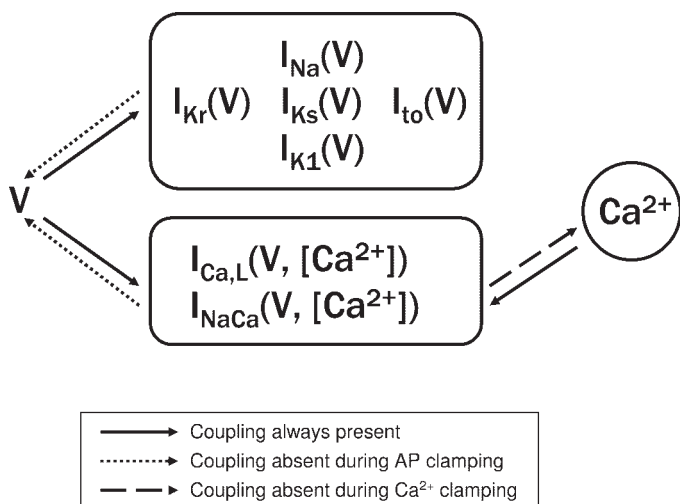 I_Na(V)
I_Kr(V) I_Ks(V) I_to(V)
I_K1(V)
V
Ca²⁺
I_Ca,L(V, [Ca²⁺])
I_NaCa(V, [Ca²⁺])
Coupling always present
Coupling absent during AP clamping
Coupling absent during Ca²⁺ clamping